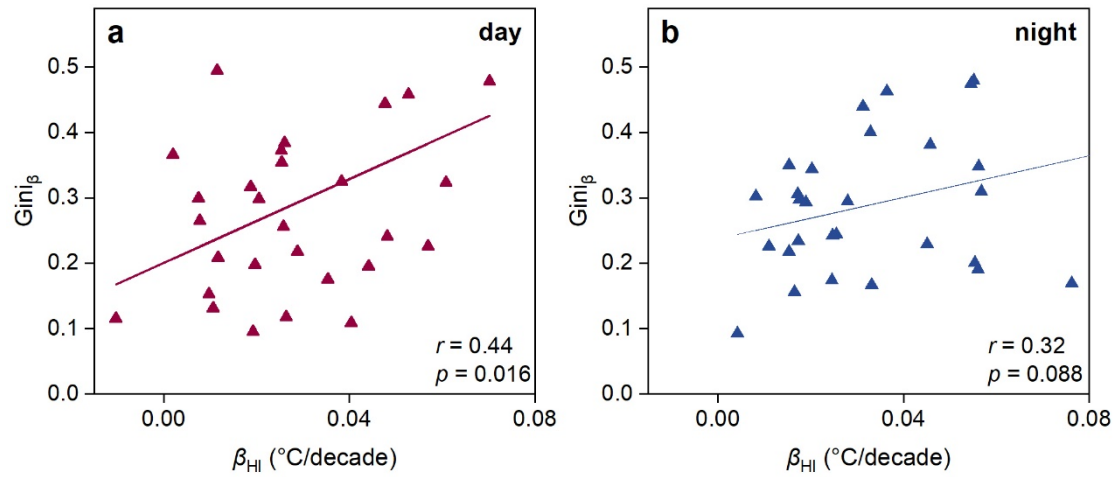 a
day
0.5
0.4
0.3
0.2
0.1
0.0
Giniβ
r = 0.44
p = 0.016
0.00
0.04
0.08
βHI (°C/decade)
b
night
0.5
0.4
0.3
0.2
0.1
0.0
Giniβ
r = 0.32
p = 0.088
0.00
0.04
0.08
βHI (°C/decade)